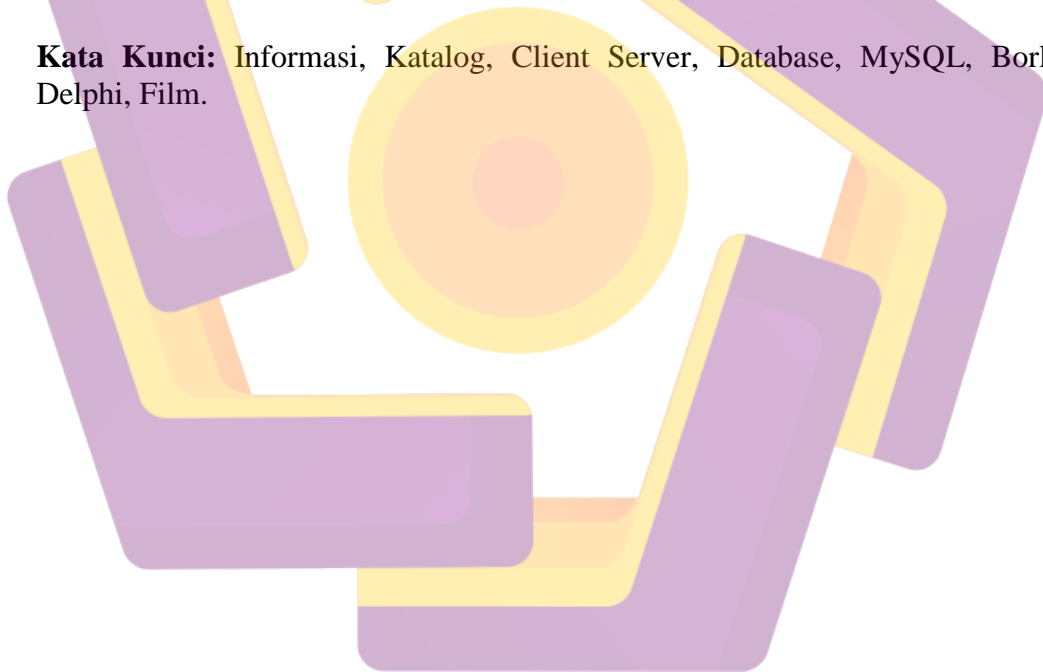 Kata Kunci: Informasi, Katalog, Client Server, Database, MySQL,
Delphi, Film.